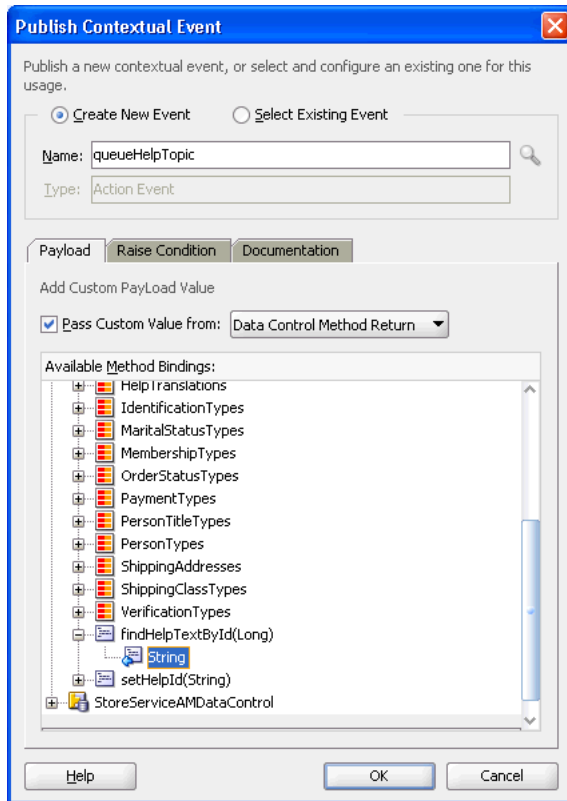 Publish Contextual Event
Publish a new contextual event, or select and configure an existing one for this
usage.
Create New Event Select Existing Event
Name: queueHelpTopic
Type: Action Event
Payload Raise Condition Documentation
Add Custom PayLoad Value
Pass Custom Value from: Data Control Method Return
Available Method Bindings:
HelpTranslations
IdentificationTypes
MaritalStatusTypes
MembershipTypes
OrderStatusTypes
PaymentTypes
PersonTitleTypes
PersonTypes
ShippingAddresses
ShippingClassTypes
VerificationTypes
findHelpTextById(Long)
String
setHelpId(String)
StoreServiceAMDataControl
Help OK Cancel